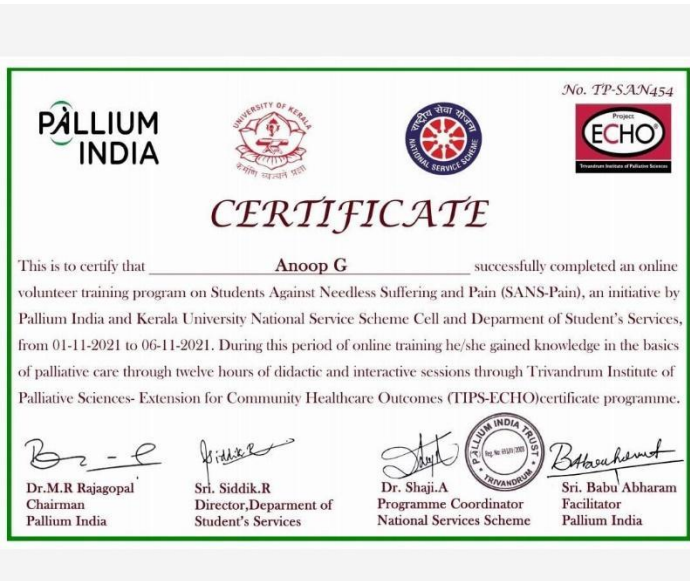 No. TP-SAN454
PALLIUM
INDIA
UNIVERSITY OF KERALA
कर्मणि व्यज्यते प्रज्ञा
राष्ट्रीय सेवा योजना
NATIONAL SERVICE SCHEME
Project
ECHO®
Trivandrum Institute of Palliative Sciences
CERTIFICATE
This is to certify that Anoop G successfully completed an online
volunteer training program on Students Against Needless Suffering and Pain (SANS-Pain), an initiative by
Pallium India and Kerala University National Service Scheme Cell and Deparment of Student's Services,
from 01-11-2021 to 06-11-2021. During this period of online training he/she gained knowledge in the basics
of palliative care through twelve hours of didactic and interactive sessions through Trivandrum Institute of
Palliative Sciences- Extension for Community Healthcare Outcomes (TIPS-ECHO)certificate programme.
Siddik R
PALLIUM INDIA TRUST
TRIVANDRUM
Dr.M.R Rajagopal
Chairman
Pallium India
Sri. Siddik.R
Director,Deparment of
Student's Services
Dr. Shaji.A
Programme Coordinator
National Services Scheme
Sri. Babu Abharam
Facilitator
Pallium India